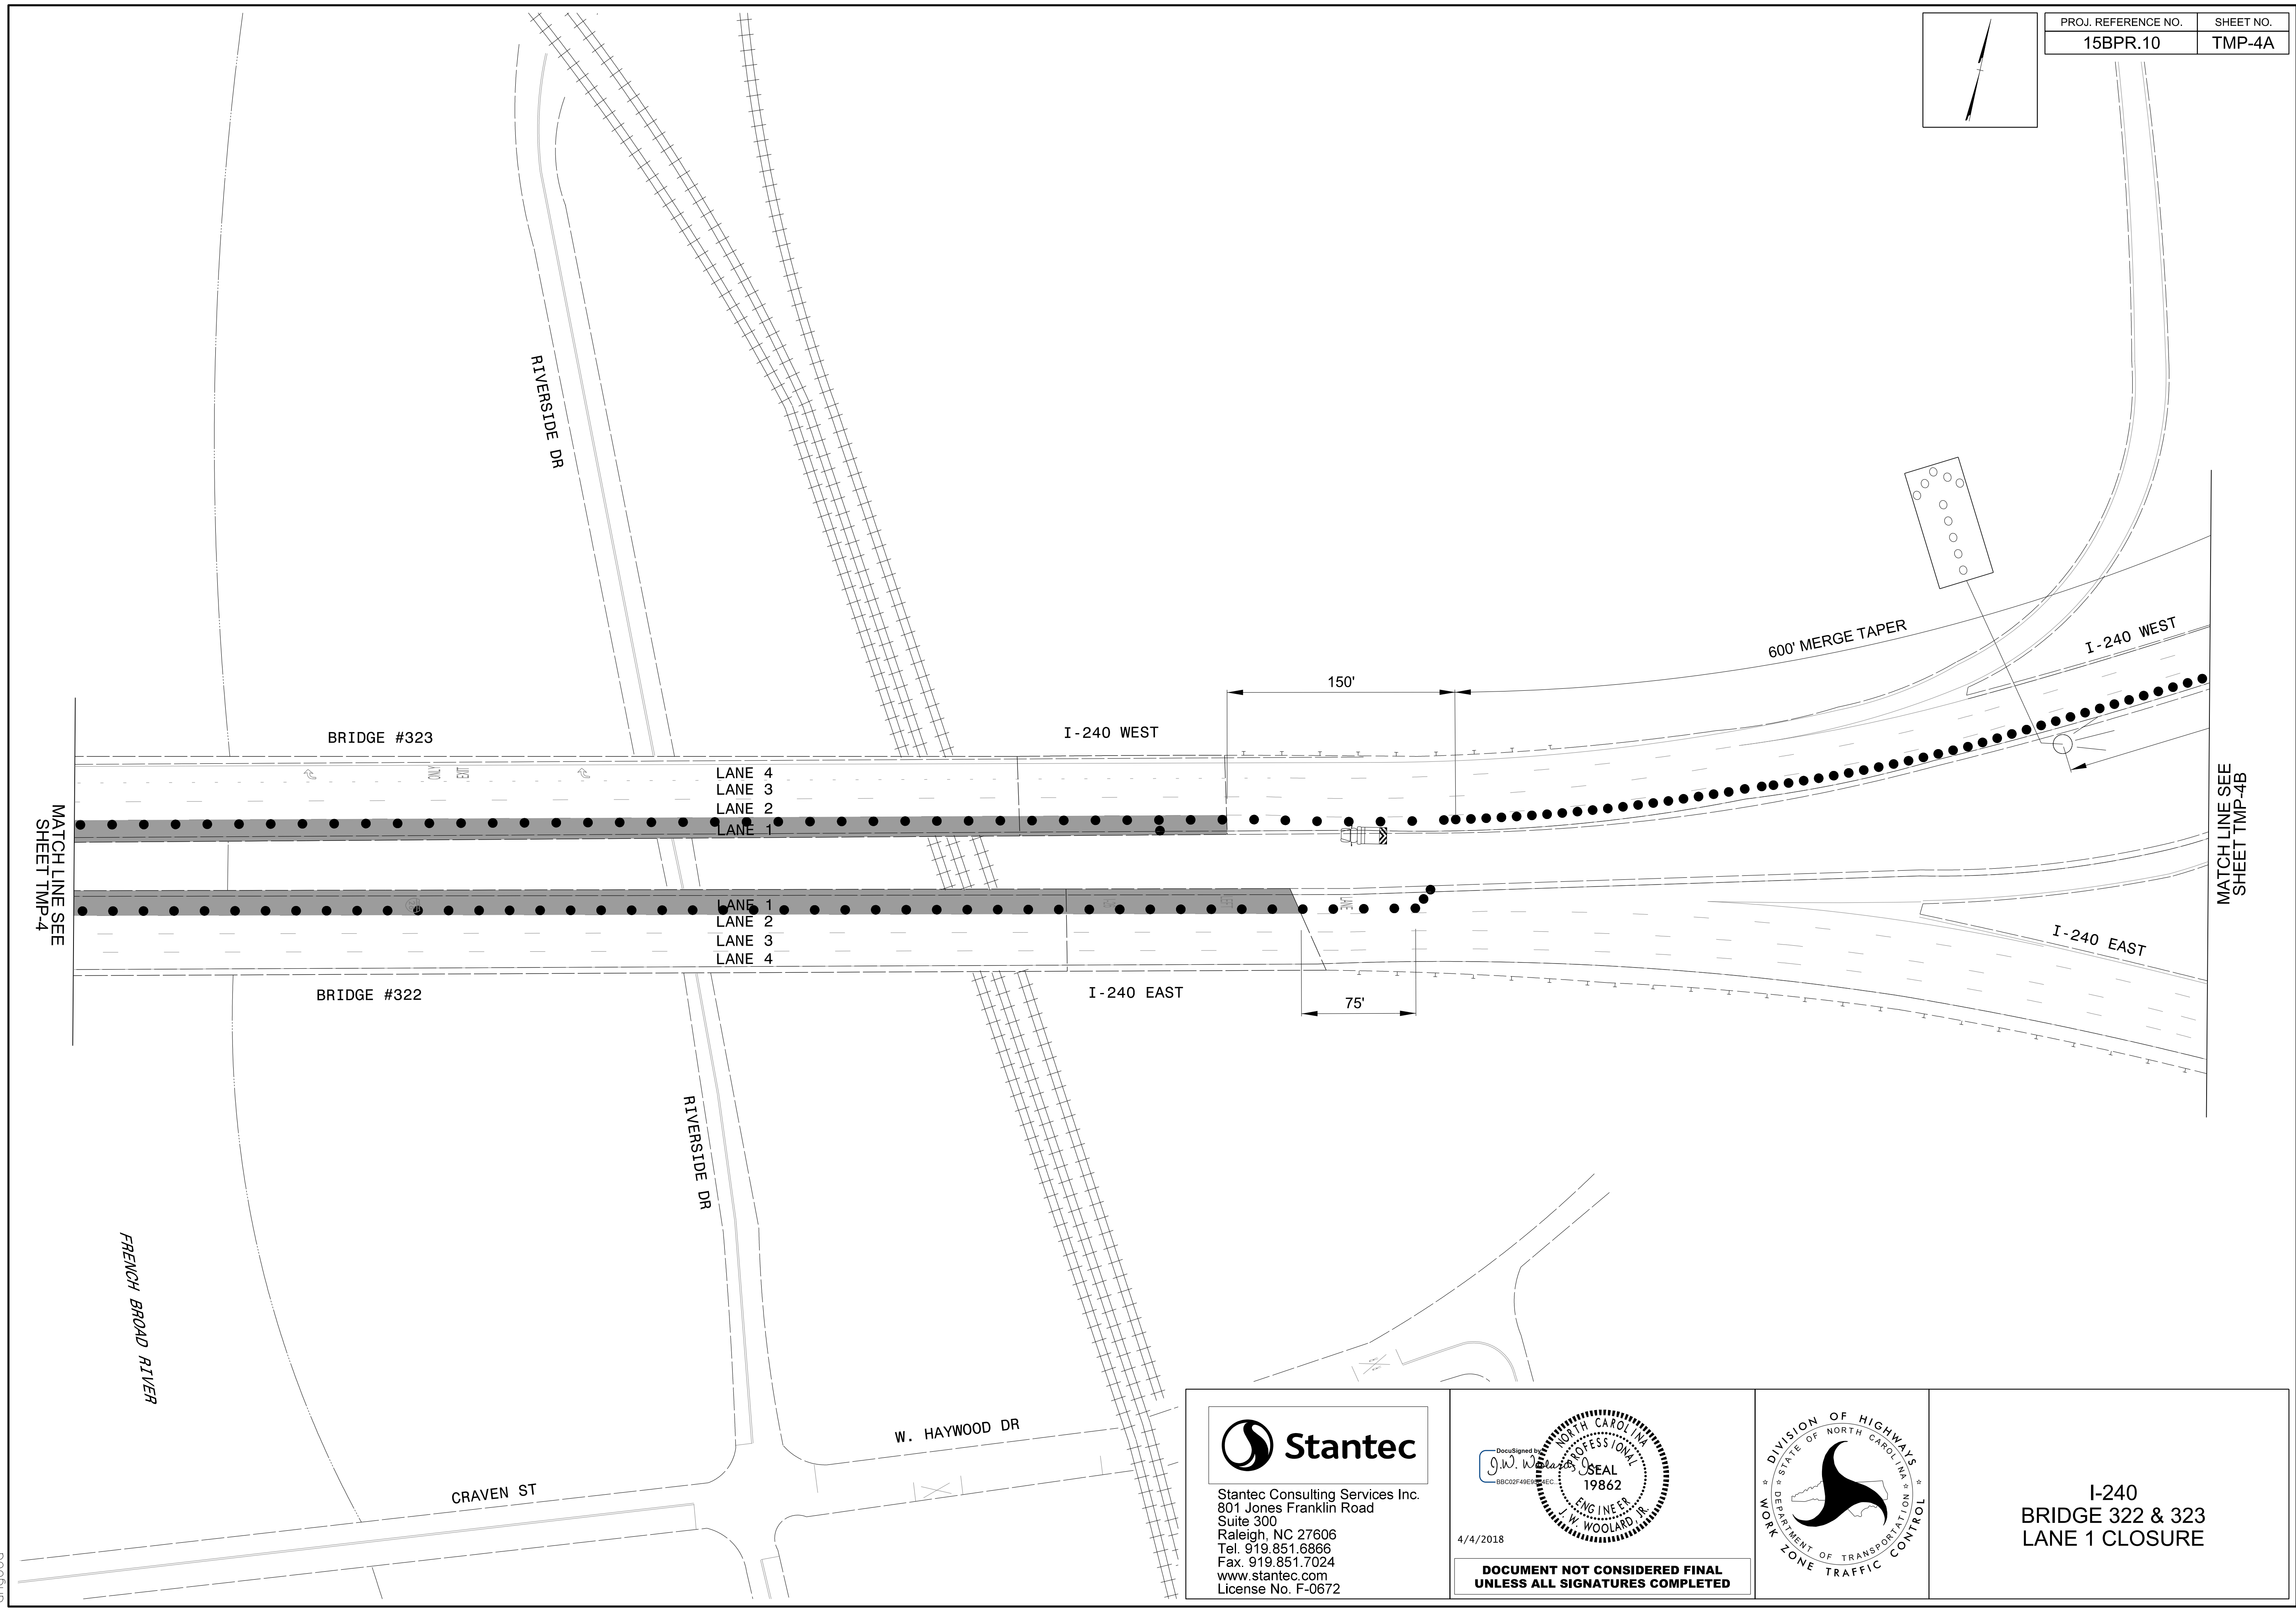 PROJ. REFERENCE NO.
SHEET NO.
15BPR.10
TMP-4A
RIVERSIDE DR
600' MERGE TAPER
I-240 WEST
150'
I-240 WEST
BRIDGE #323
ONLY
LANE 4
LANE 3
LANE 2
LANE 1
MATCH LINE SEE
SHEET TMP-4
MATCH LINE SEE
SHEET TMP-4B
LANE 1
LANE 2
LANE 3
LANE 4
LANE
I-240 EAST
BRIDGE #322
I-240 EAST
75'
RIVERSIDE DR
FRENCH BROAD RIVER
W. HAYWOOD DR
CRAVEN ST
Stantec
Stantec Consulting Services Inc.
801 Jones Franklin Road
Suite 300
Raleigh, NC 27606
Tel. 919.851.6866
Fax. 919.851.7024
www.stantec.com
License No. F-0672
DocuSigned by
J.W. Woolard, Jr.
NORTH CAROLINA
PROFESSIONAL
SEAL
19862
ENGINEER
J. W. WOOLARD, JR.
4/4/2018
DOCUMENT NOT CONSIDERED FINAL
UNLESS ALL SIGNATURES COMPLETED
DIVISION OF HIGHWAYS
STATE OF NORTH CAROLINA
DEPARTMENT OF TRANSPORTATION
WORK ZONE TRAFFIC CONTROL
I-240
BRIDGE 322 & 323
LANE 1 CLOSURE